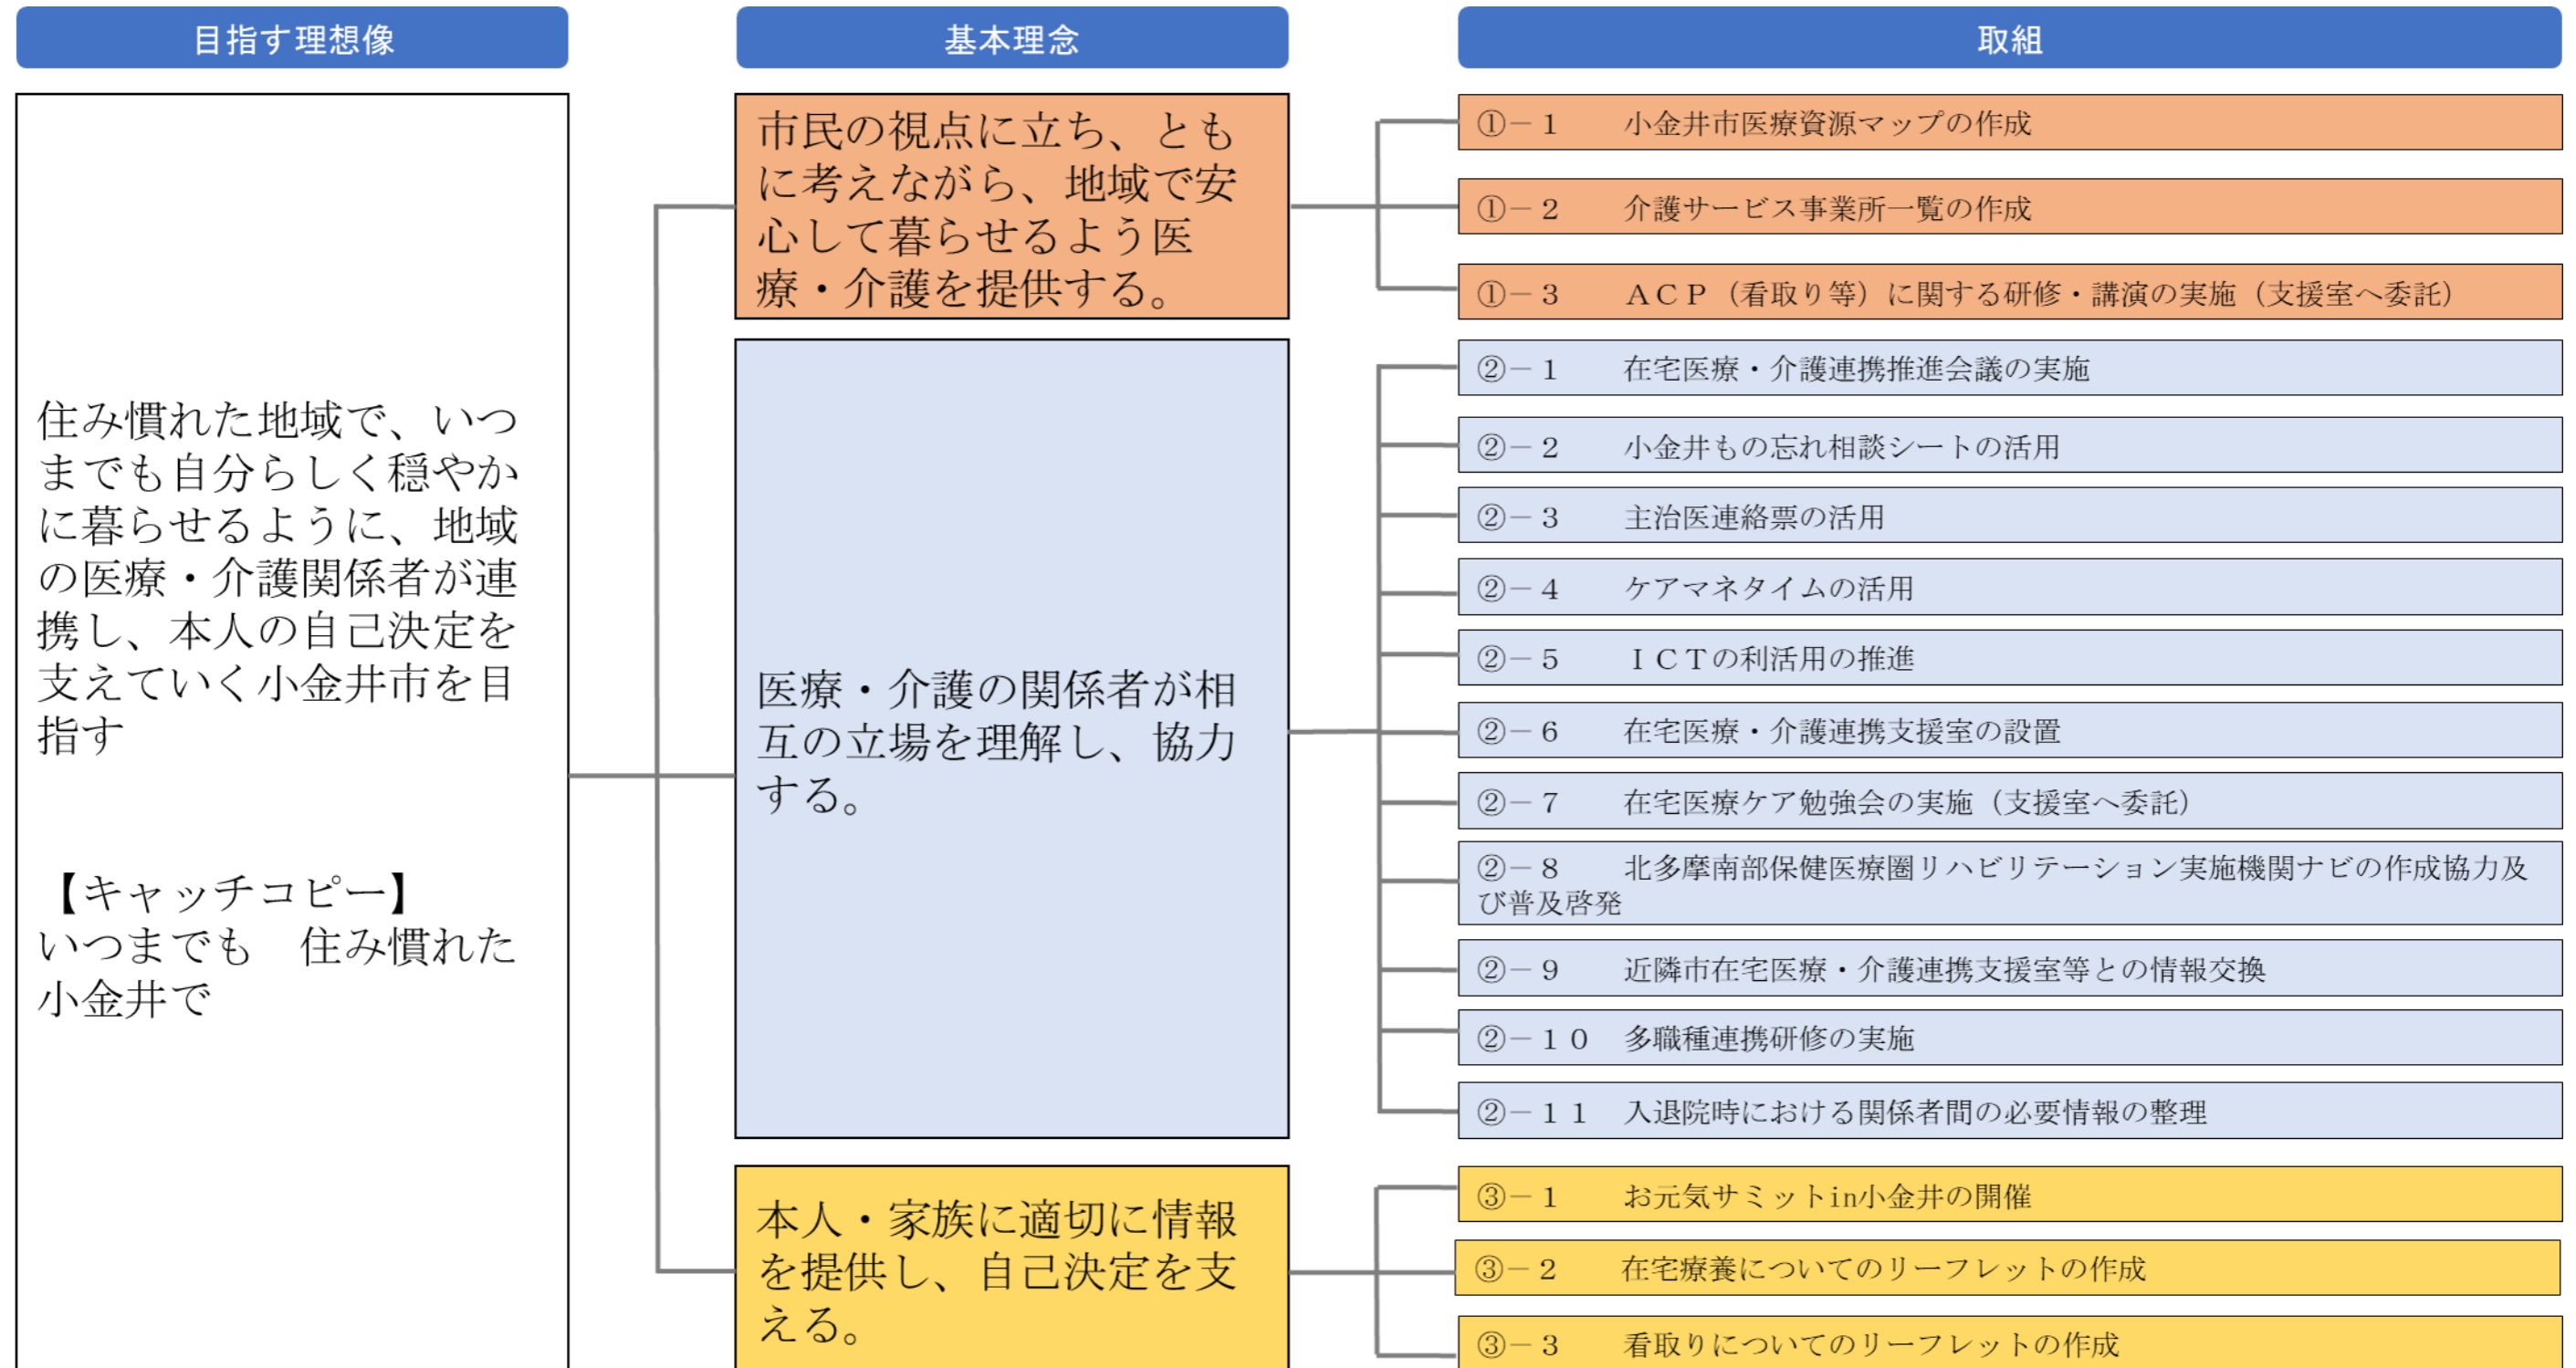 目指す理想像
基本理念
取組
住み慣れた地域で、いつ
までも自分らしく穏やか
に暮らせるように、地域
の医療・介護関係者が連
携し、本人の自己決定を
支えていく小金井市を目
指す
【キャッチコピー】
いつまでも　住み慣れた
小金井で
市民の視点に立ち、とも
に考えながら、地域で安
心して暮らせるよう医
療・介護を提供する。
①－１　小金井市医療資源マップの作成
①－２　介護サービス事業所一覧の作成
①－３　ＡＣＰ（看取り等）に関する研修・講演の実施（支援室へ委託）
医療・介護の関係者が相
互の立場を理解し、協力
する。
②－１　在宅医療・介護連携推進会議の実施
②－２　小金井もの忘れ相談シートの活用
②－３　主治医連絡票の活用
②－４　ケアマネタイムの活用
②－５　ＩＣＴの利活用の推進
②－６　在宅医療・介護連携支援室の設置
②－７　在宅医療ケア勉強会の実施（支援室へ委託）
②－８　北多摩南部保健医療圏リハビリテーション実施機関ナビの作成協力及
び普及啓発
②－９　近隣市在宅医療・介護連携支援室等との情報交換
②－１０　多職種連携研修の実施
②－１１　入退院時における関係者間の必要情報の整理
本人・家族に適切に情報
を提供し、自己決定を支
える。
③－１　お元気サミットin小金井の開催
③－２　在宅療養についてのリーフレットの作成
③－３　看取りについてのリーフレットの作成